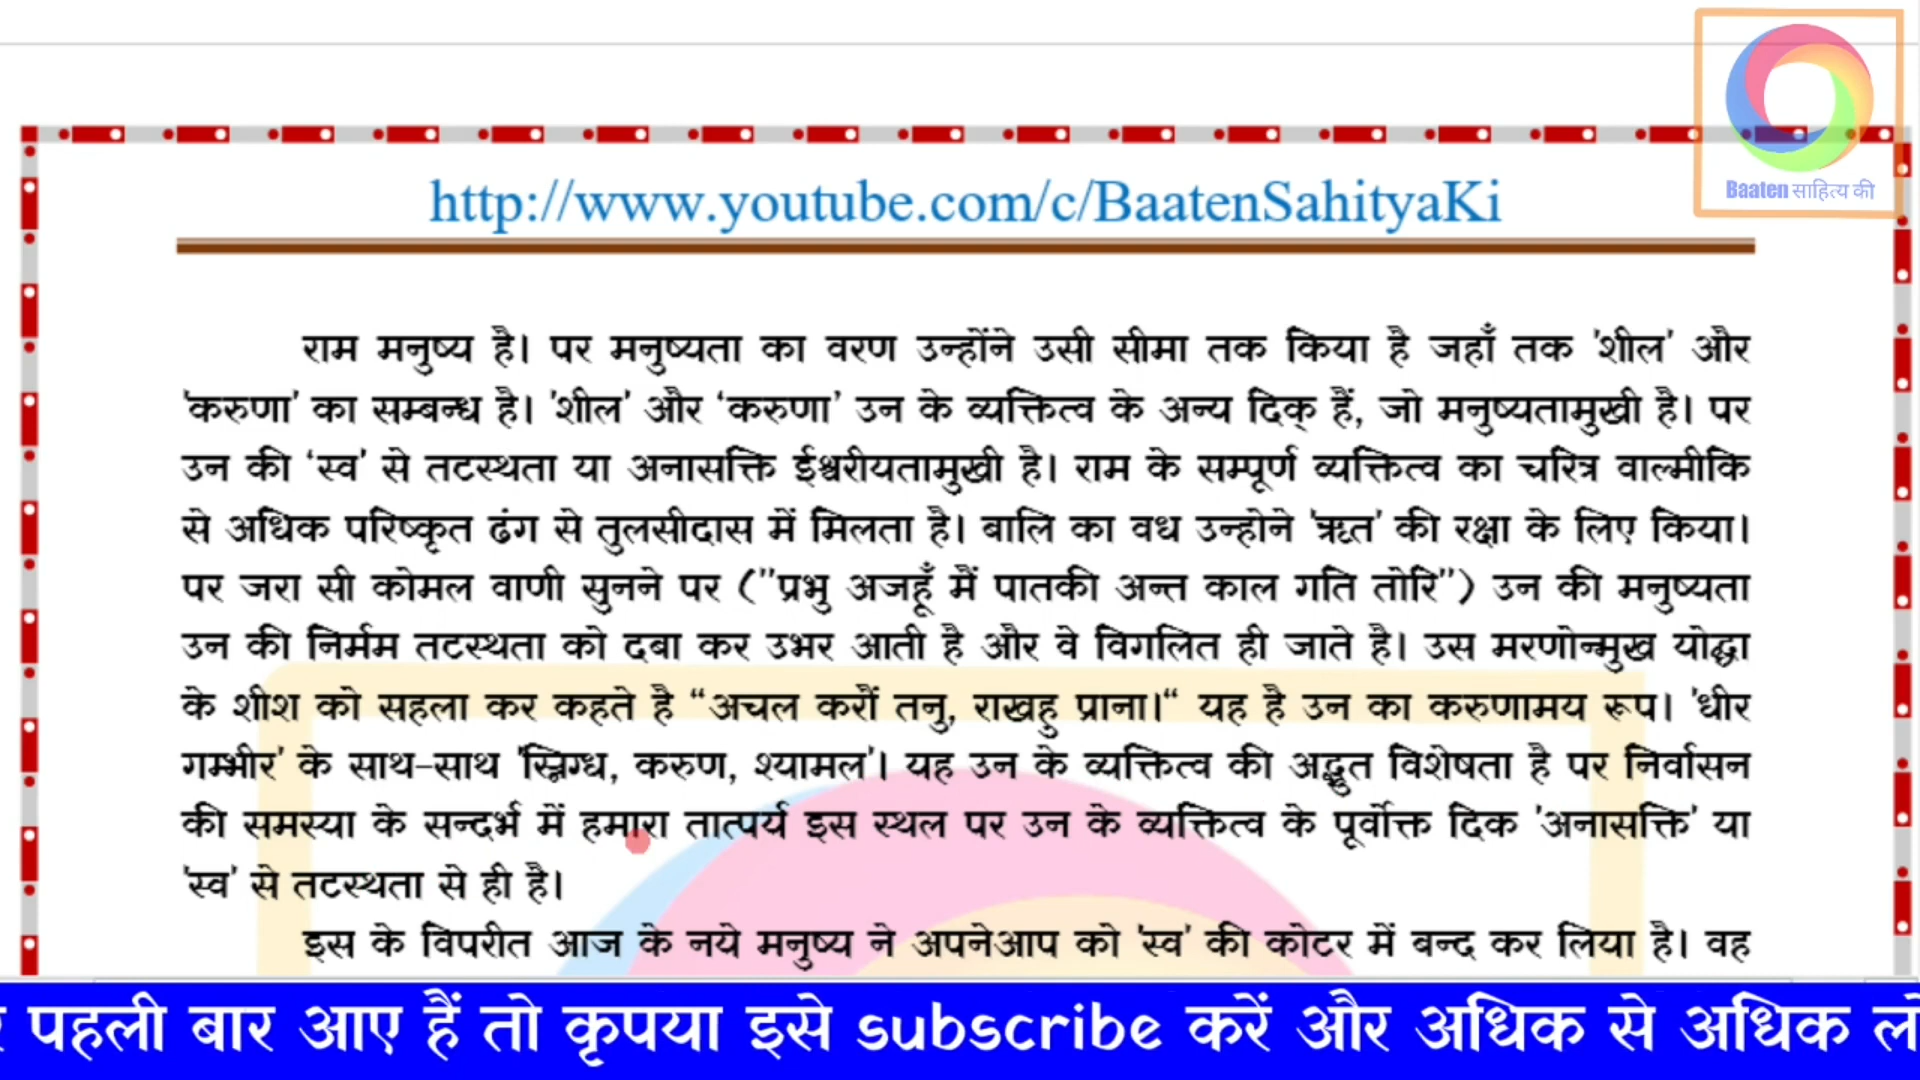 http://www.youtube.com/c/BaatenSahityaKi
Baaten साहित्य की
राम मनुष्य है। पर मनुष्यता का वरण उन्होंने उसी सीमा तक किया है जहाँ तक 'शील' और
'करुणा' का सम्बन्ध है। 'शील' और ‘करुणा’ उन के व्यक्तित्व के अन्य दिक् हैं, जो मनुष्यतामुखी है। पर
उन की ‘स्व' से तटस्थता या अनासक्ति ईश्वरीयतामुखी है। राम के सम्पूर्ण व्यक्तित्व का चरित्र वाल्मीकि
से अधिक परिष्कृत ढंग से तुलसीदास में मिलता है। बालि का वध उन्होने 'ऋत' की रक्षा के लिए किया।
पर जरा सी कोमल वाणी सुनने पर ("प्रभु अजहूँ मैं पातकी अन्त काल गति तोरि") उन की मनुष्यता
उन की निर्मम तटस्थता को दबा कर उभर आती है और वे विगलित ही जाते है। उस मरणोन्मुख योद्धा
के शीश को सहला कर कहते है “अचल करौं तनु, राखहु प्राना।“ यह है उन का करुणामय रूप। 'धीर
गम्भीर' के साथ-साथ 'स्निग्ध, करुण, श्यामल'। यह उन के व्यक्तित्व की अद्भुत विशेषता है पर निर्वासन
की समस्या के सन्दर्भ में हमारा तात्पर्य इस स्थल पर उन के व्यक्तित्व के पूर्वोक्त दिक 'अनासक्ति' या
'स्व' से तटस्थता से ही है।
इस के विपरीत आज के नये मनुष्य ने अपनेआप को 'स्व' की कोटर में बन्द कर लिया है। वह
पहली बार आए हैं तो कृपया इसे subscribe करें और अधिक से अधिक